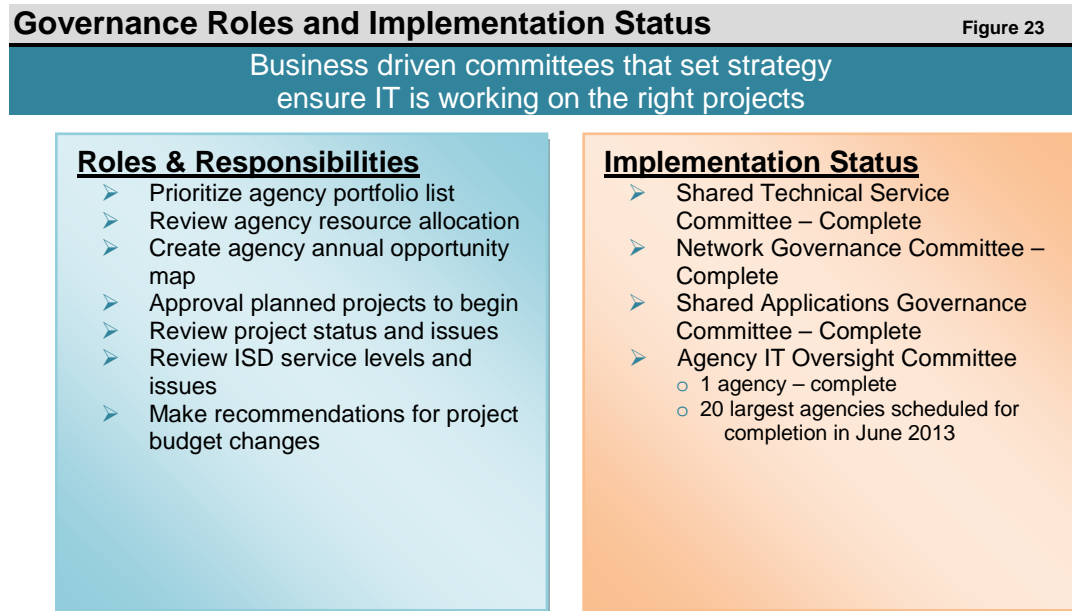 Governance Roles and Implementation Status Figure 23
Business driven committees that set strategy
ensure IT is working on the right projects
Roles & Responsibilities
➢ Prioritize agency portfolio list
➢ Review agency resource allocation
➢ Create agency annual opportunity
map
➢ Approval planned projects to begin
➢ Review project status and issues
➢ Review ISD service levels and
issues
➢ Make recommendations for project
budget changes
Implementation Status
➢ Shared Technical Service
Committee – Complete
➢ Network Governance Committee –
Complete
➢ Shared Applications Governance
Committee – Complete
➢ Agency IT Oversight Committee
o 1 agency – complete
o 20 largest agencies scheduled for
completion in June 2013